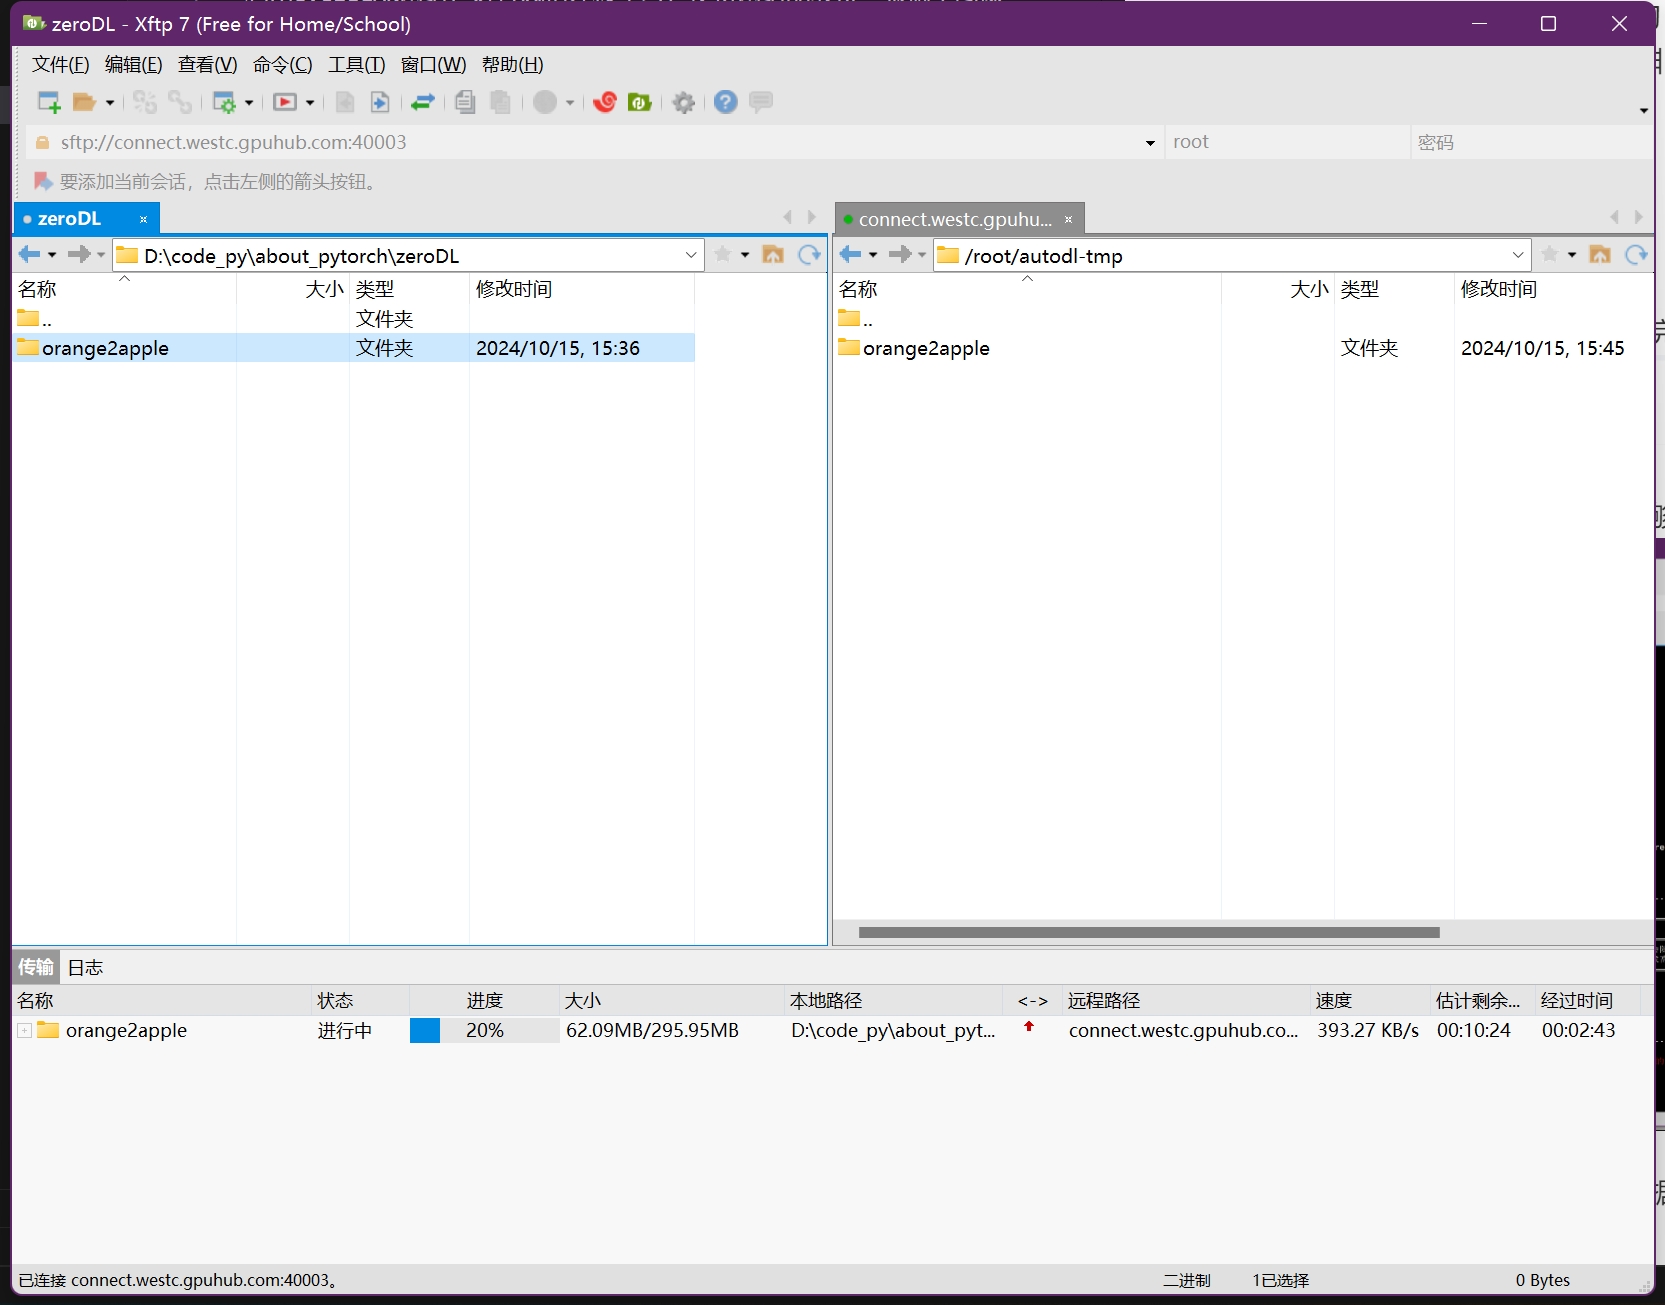 zeroDL - Xftp 7 (Free for Home/School)
文件(F) 编辑(E) 查看(V) 命令(C) 工具(T) 窗口(W) 帮助(H)
sftp://connect.westc.gpuhub.com:40003 root 密码
要添加当前会话，点击左侧的箭头按钮。
zeroDL
D:\code_py\about_pytorch\zeroDL
名称 大小 类型 修改时间
.. 文件夹
orange2apple 文件夹 2024/10/15, 15:36
connect.westc.gpuhu...
/root/autodl-tmp
名称 大小 类型 修改时间
..
orange2apple 文件夹 2024/10/15, 15:45
传输 日志
名称 状态 进度 大小 本地路径 <-> 远程路径 速度 估计剩余... 经过时间
orange2apple 进行中 20% 62.09MB/295.95MB D:\code_py\about_pyt... connect.westc.gpuhub.co... 393.27 KB/s 00:10:24 00:02:43
已连接 connect.westc.gpuhub.com:40003。 二进制 1已选择 0 Bytes